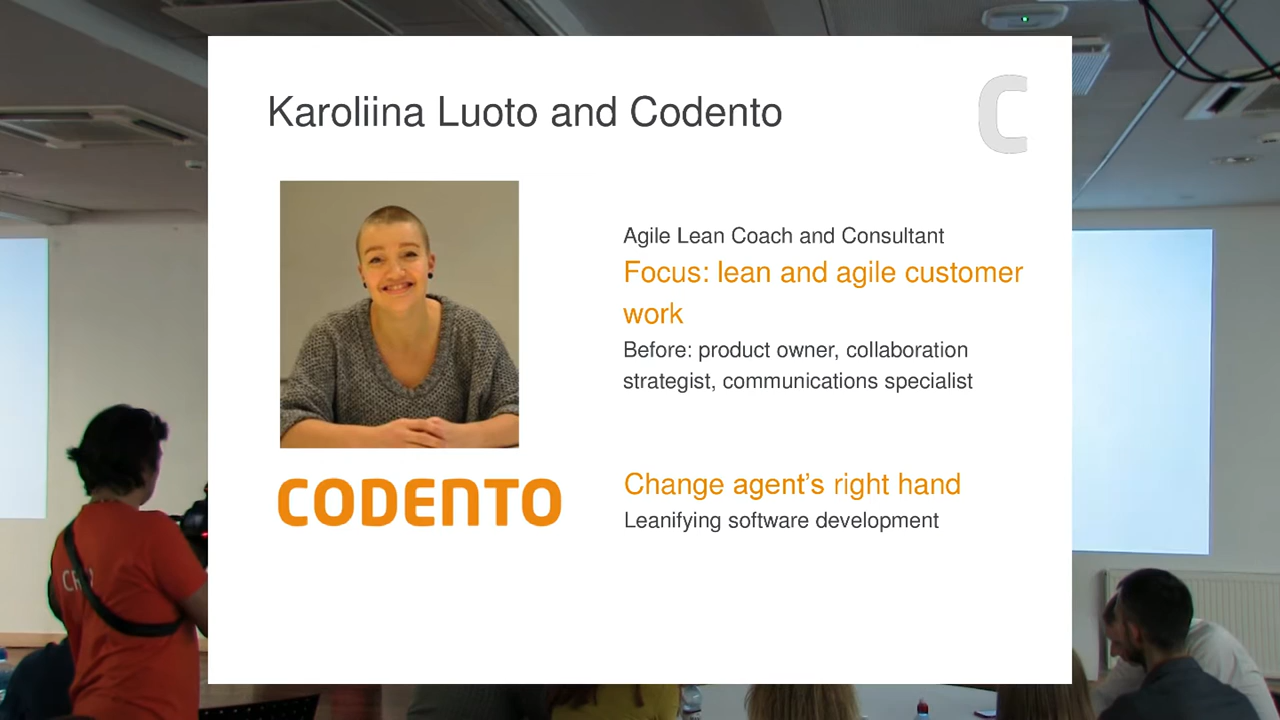 Karoliina Luoto and Codento
C
Agile Lean Coach and Consultant
Focus: lean and agile customer
work
Before: product owner, collaboration
strategist, communications specialist
CODENTO
Change agent's right hand
Leanifying software development